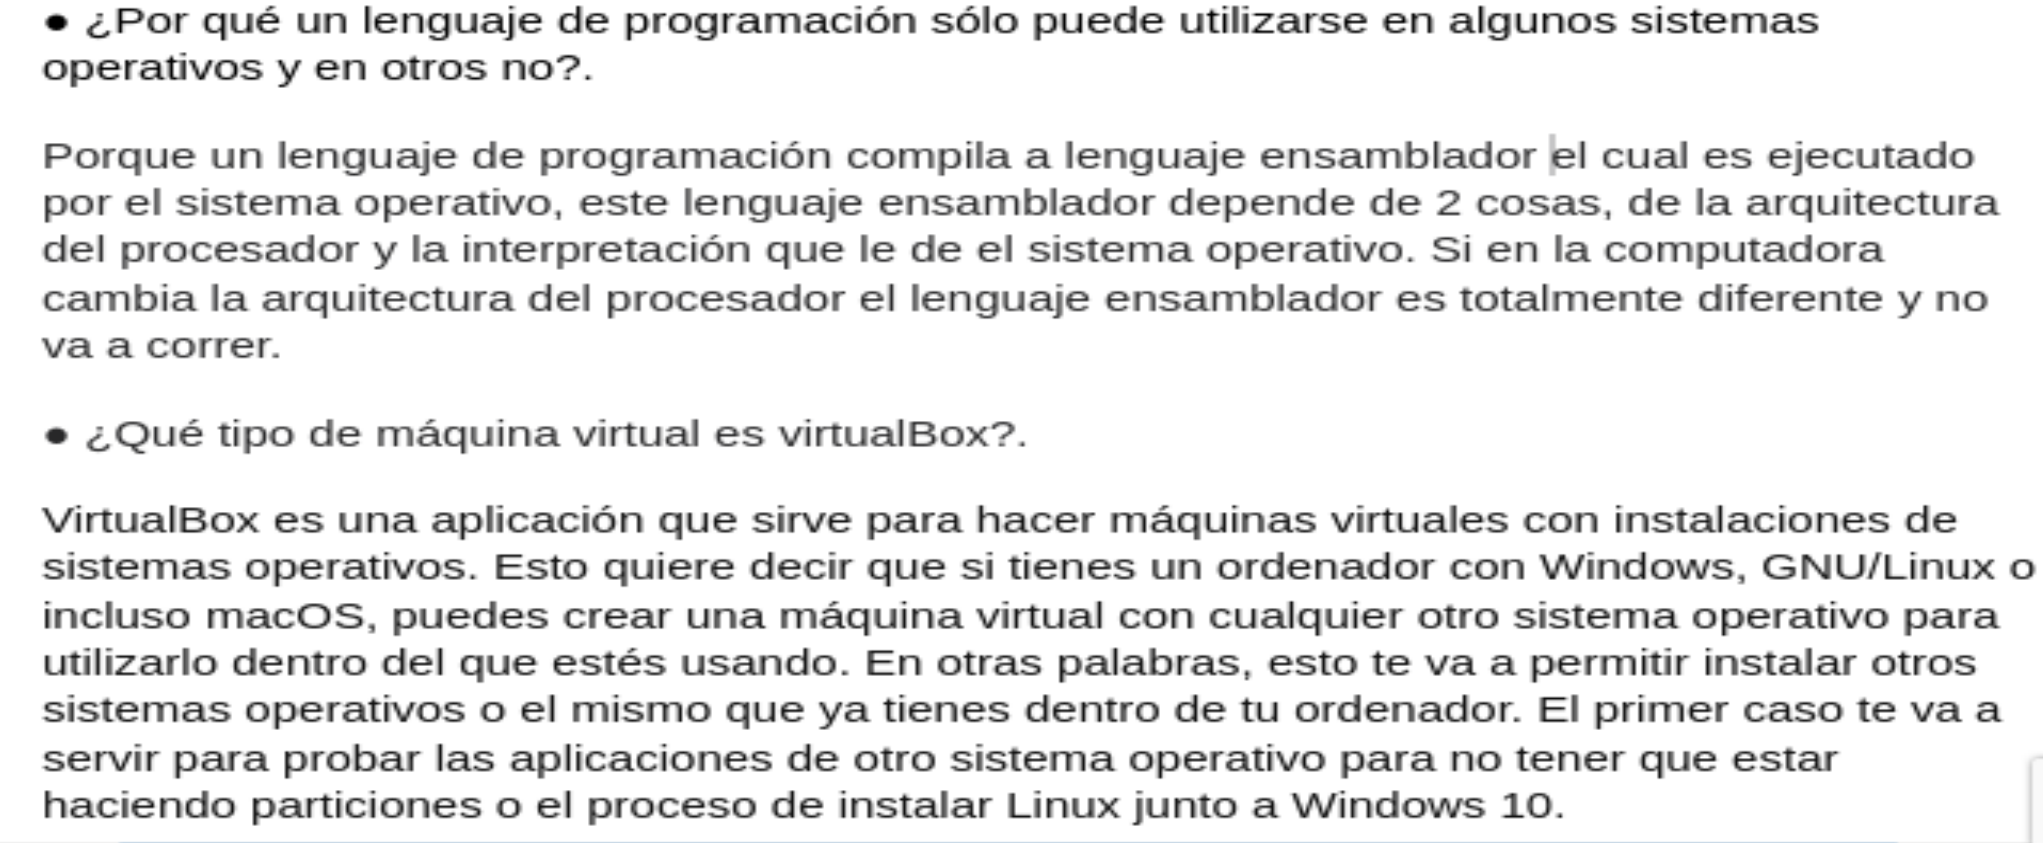 ● ¿Por qué un lenguaje de programación sólo puede utilizarse en algunos sistemas
operativos y en otros no?.
Porque un lenguaje de programación compila a lenguaje ensamblador el cual es ejecutado
por el sistema operativo, este lenguaje ensamblador depende de 2 cosas, de la arquitectura
del procesador y la interpretación que le de el sistema operativo. Si en la computadora
cambia la arquitectura del procesador el lenguaje ensamblador es totalmente diferente y no
va a correr.
● ¿Qué tipo de máquina virtual es virtualBox?.
VirtualBox es una aplicación que sirve para hacer máquinas virtuales con instalaciones de
sistemas operativos. Esto quiere decir que si tienes un ordenador con Windows, GNU/Linux o
incluso macOS, puedes crear una máquina virtual con cualquier otro sistema operativo para
utilizarlo dentro del que estés usando. En otras palabras, esto te va a permitir instalar otros
sistemas operativos o el mismo que ya tienes dentro de tu ordenador. El primer caso te va a
servir para probar las aplicaciones de otro sistema operativo para no tener que estar
haciendo particiones o el proceso de instalar Linux junto a Windows 10.